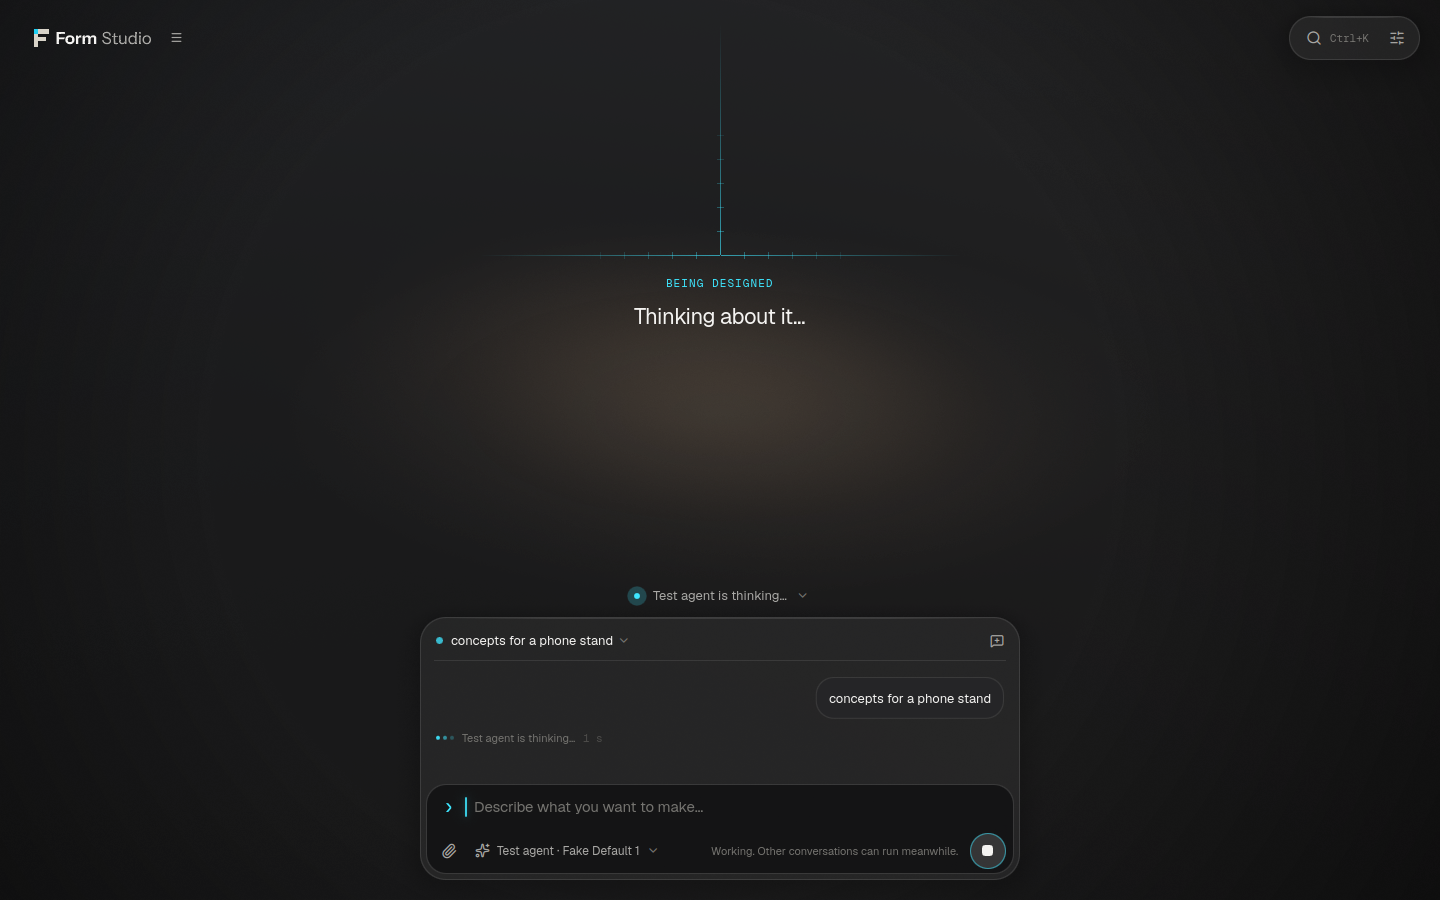 Form Studio
Ctrl+K
BEING DESIGNED
Thinking about it...
Test agent is thinking...
concepts for a phone stand
concepts for a phone stand
Test agent is thinking... 1 s
Describe what you want to make...
Test agent · Fake Default 1
Working. Other conversations can run meanwhile.